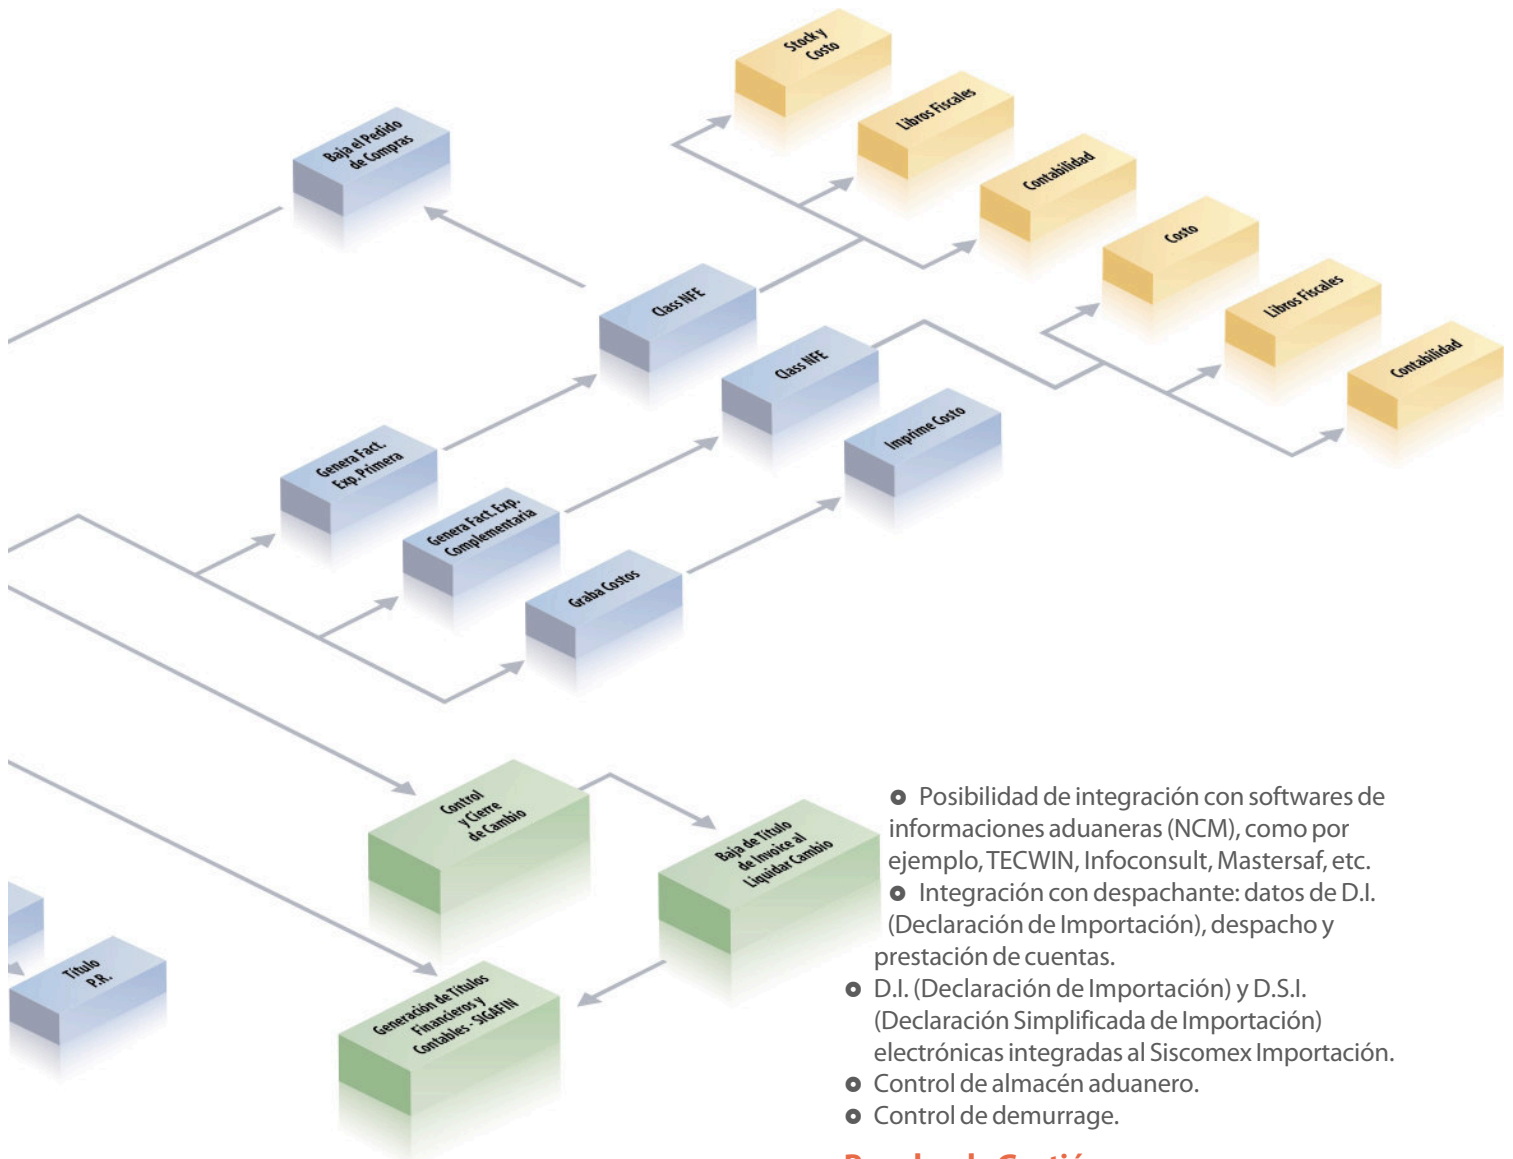 Stock y
Costo
Libros Fiscales
Contabilidad
Costo
Libros Fiscales
Contabilidad
Baja el Pedido
de Compras
Class NFE
Class NFE
Imprime Costo
Genera Fact.
Exp. Primera
Genera Fact. Exp.
Complementaria
Graba Costos
Control
y Cierre
de Cambio
Baja de Título
de Invoice al
Liquidar Cambio
Título
P.R.
Generación de Títulos
Financieros y
Contables - SIGAFIN
Posibilidad de integración con softwares de
informaciones aduaneras (NCM), como por
ejemplo, TECWIN, Infoconsult, Mastersaf, etc.
Integración con despachante: datos de D.I.
(Declaración de Importación), despacho y
prestación de cuentas.
D.I. (Declaración de Importación) y D.S.I.
(Declaración Simplificada de Importación)
electrónicas integradas al Siscomex Importación.
Control de almacén aduanero.
Control de demurrage.